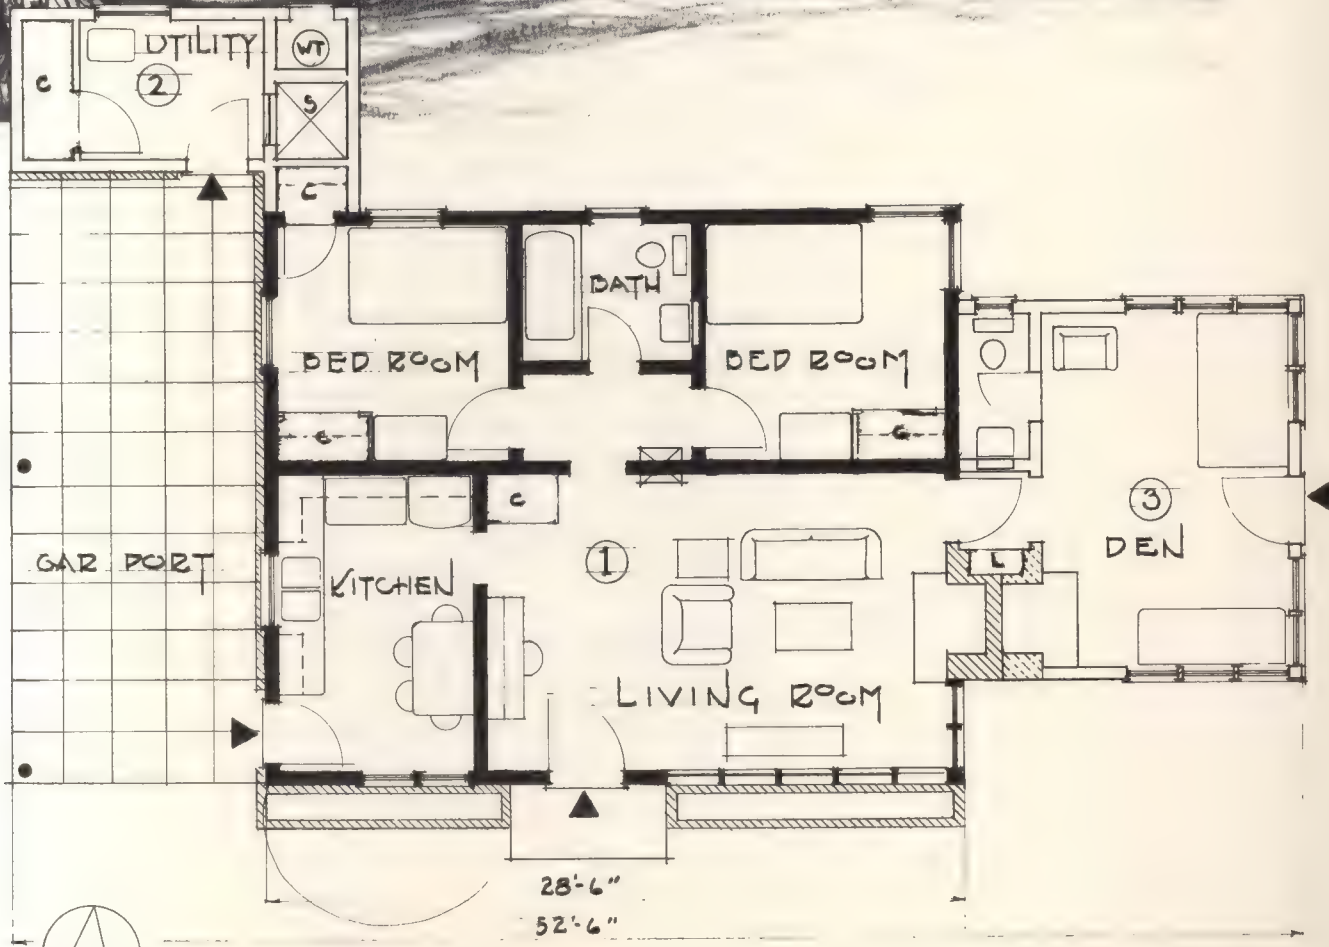 UTILITY
WT
C
2
S
C
BATH
BED ROOM
BED ROOM
C
C
C
3
CAR PORT
KITCHEN
1
DEN
L
LIVING ROOM
28'-6"
52'-6"